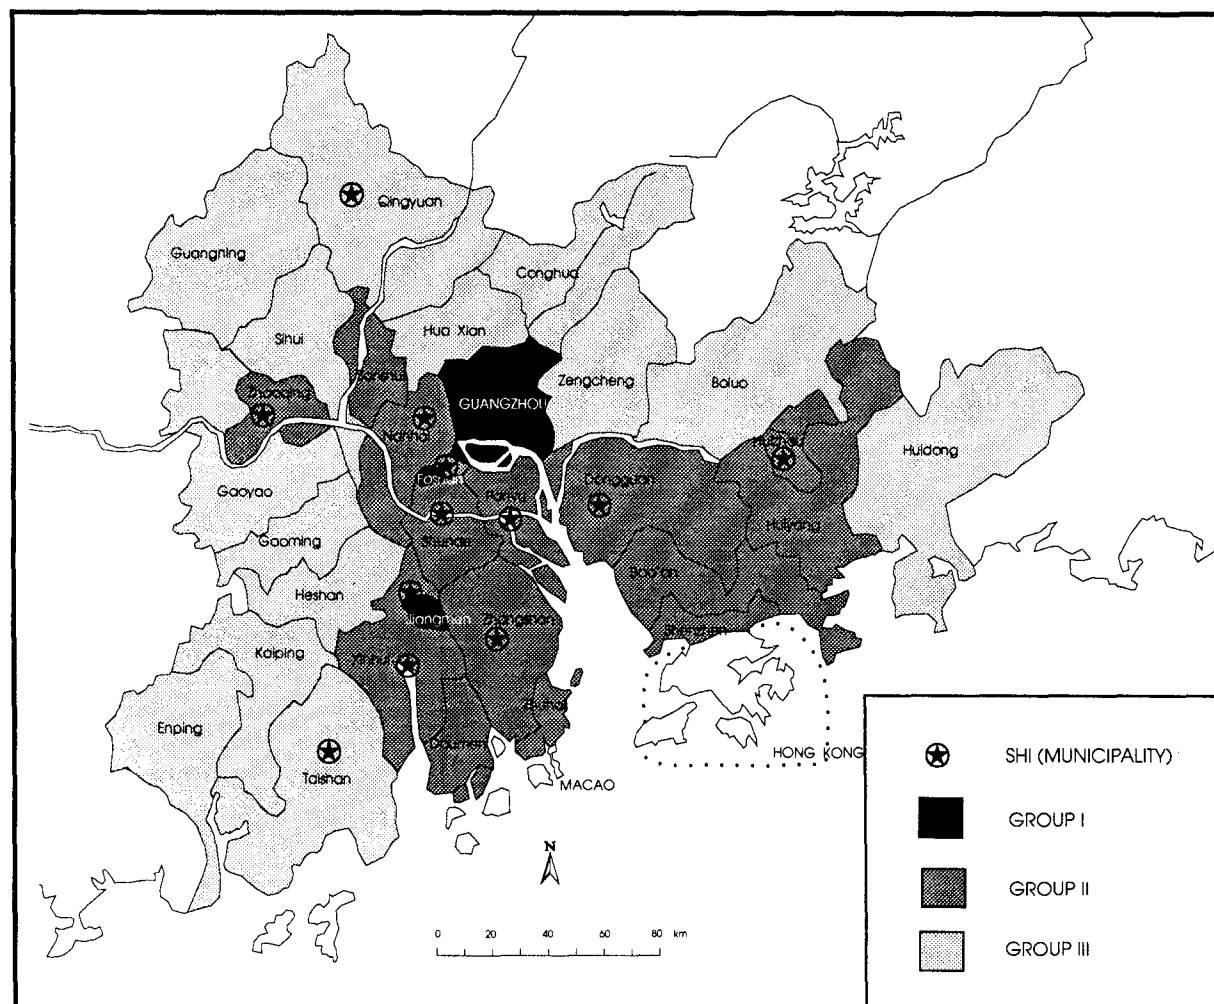 Qingyuan
Guangning
Conghua
Sihui
Hua Xian
Sanshui
Zengcheng
Boluo
Zhaoqing
GUANGZHOU
Nanhai
Huizhou
Huidong
Foshan
Panyu
Dongguan
Gaoyao
Huiyang
Gaoming
Shunde
Bao'an
Heshan
Jiangmen
Zhongshan
Shenzhen
Kaiping
Xinhui
Enping
Zhuhai
Doumen
HONG KONG
Taishan
MACAO
SHI (MUNICIPALITY)
GROUP I
GROUP II
GROUP III
N
0 20 40 60 80 km